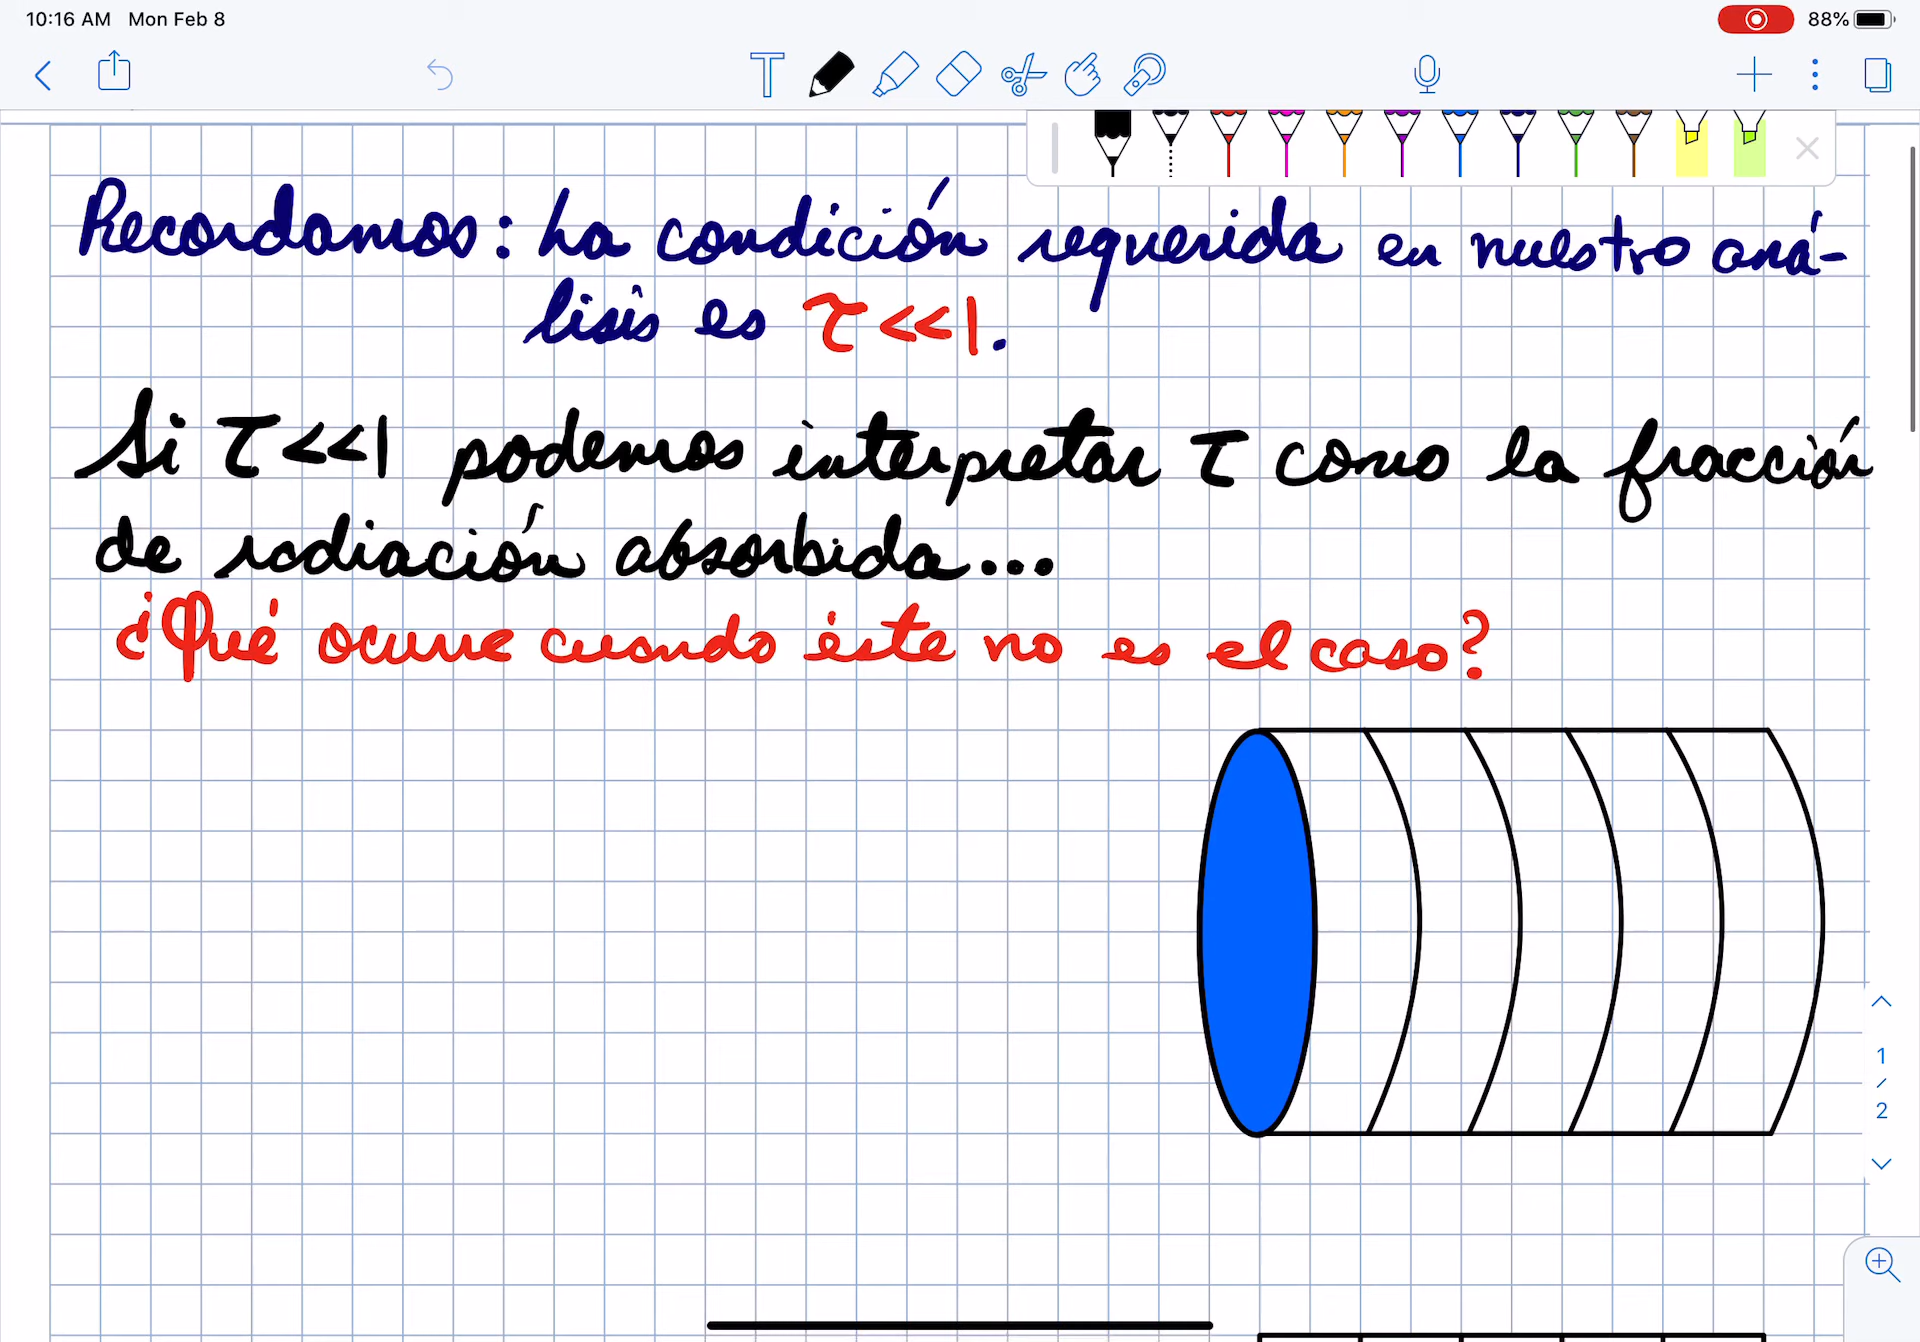 10:16 AM Mon Feb 8
88%
T
Recordamos: La condición requerida en nuestro aná-
lisis es τ<<1.
Si τ<<1 podemos interpretar τ como la fracción
de radiación absorbida...
¿Qué ocurre cuando éste no es el caso?
1
/
2